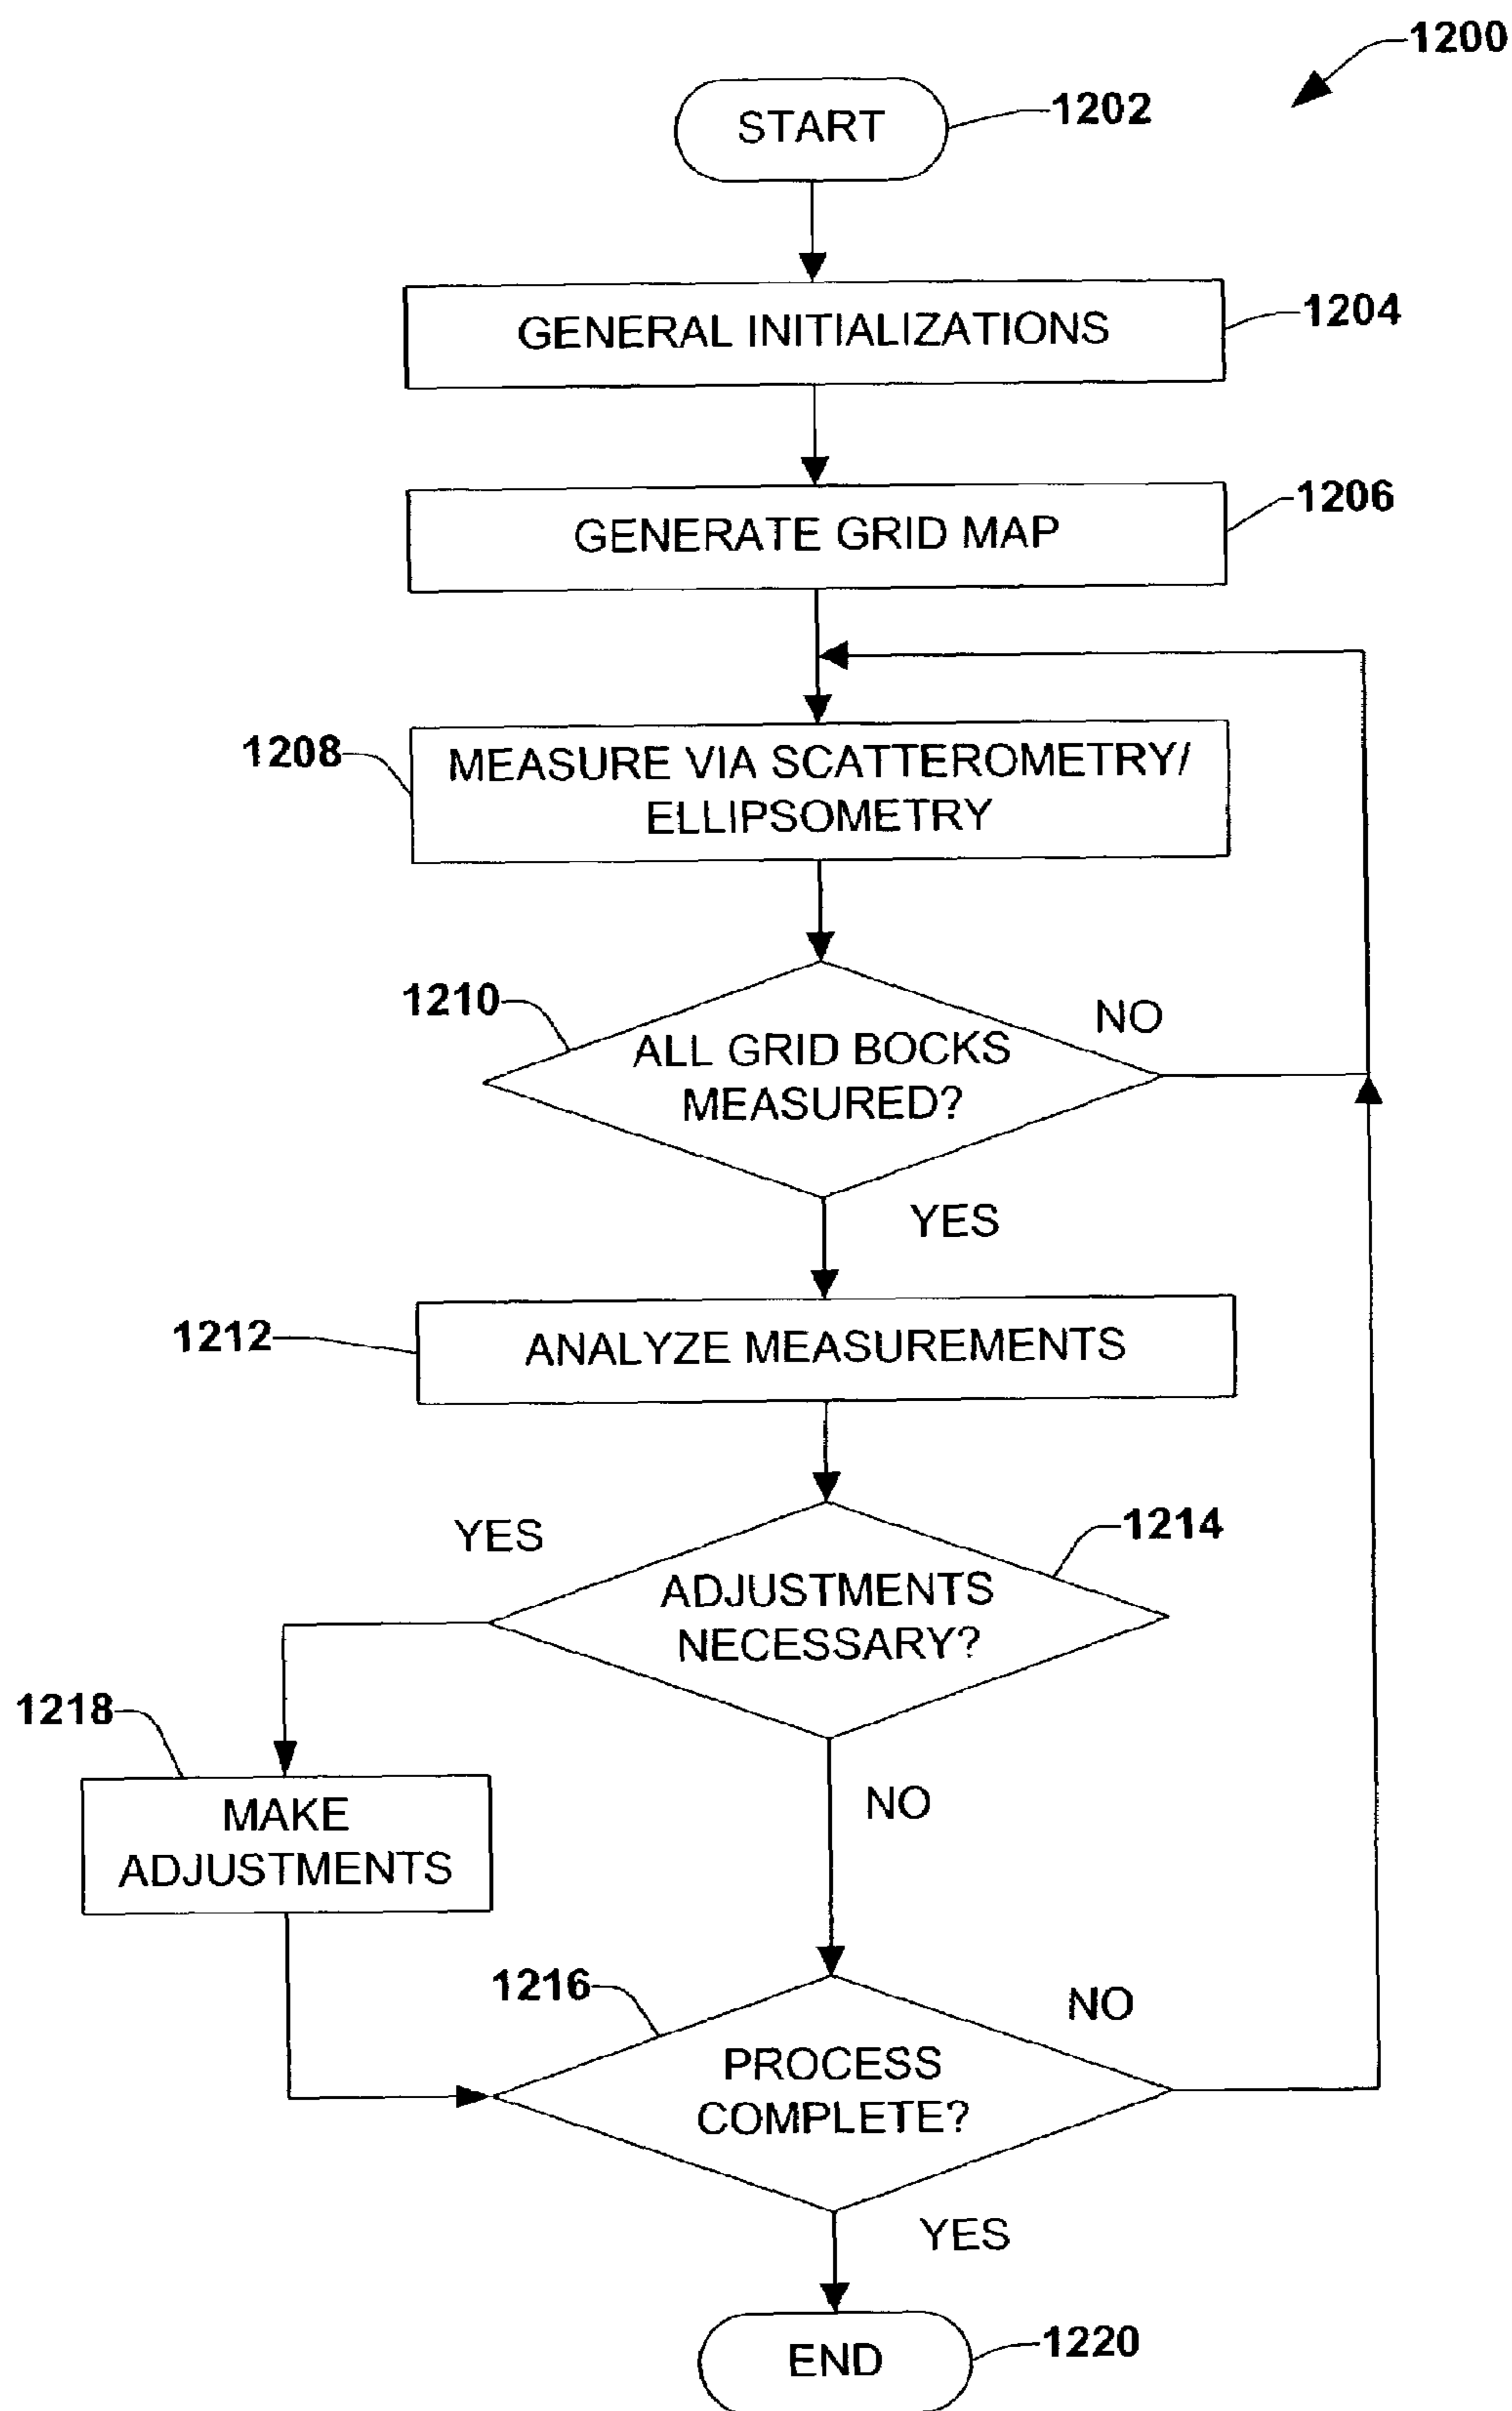 1200
START
1202
GENERAL INITIALIZATIONS
1204
GENERATE GRID MAP
1206
1208
MEASURE VIA SCATTEROMETRY/
ELLIPSOMETRY
1210
ALL GRID BOCKS
MEASURED?
NO
YES
1212
ANALYZE MEASUREMENTS
YES
1214
ADJUSTMENTS
NECESSARY?
1218
MAKE
ADJUSTMENTS
NO
1216
NO
PROCESS
COMPLETE?
YES
END
1220